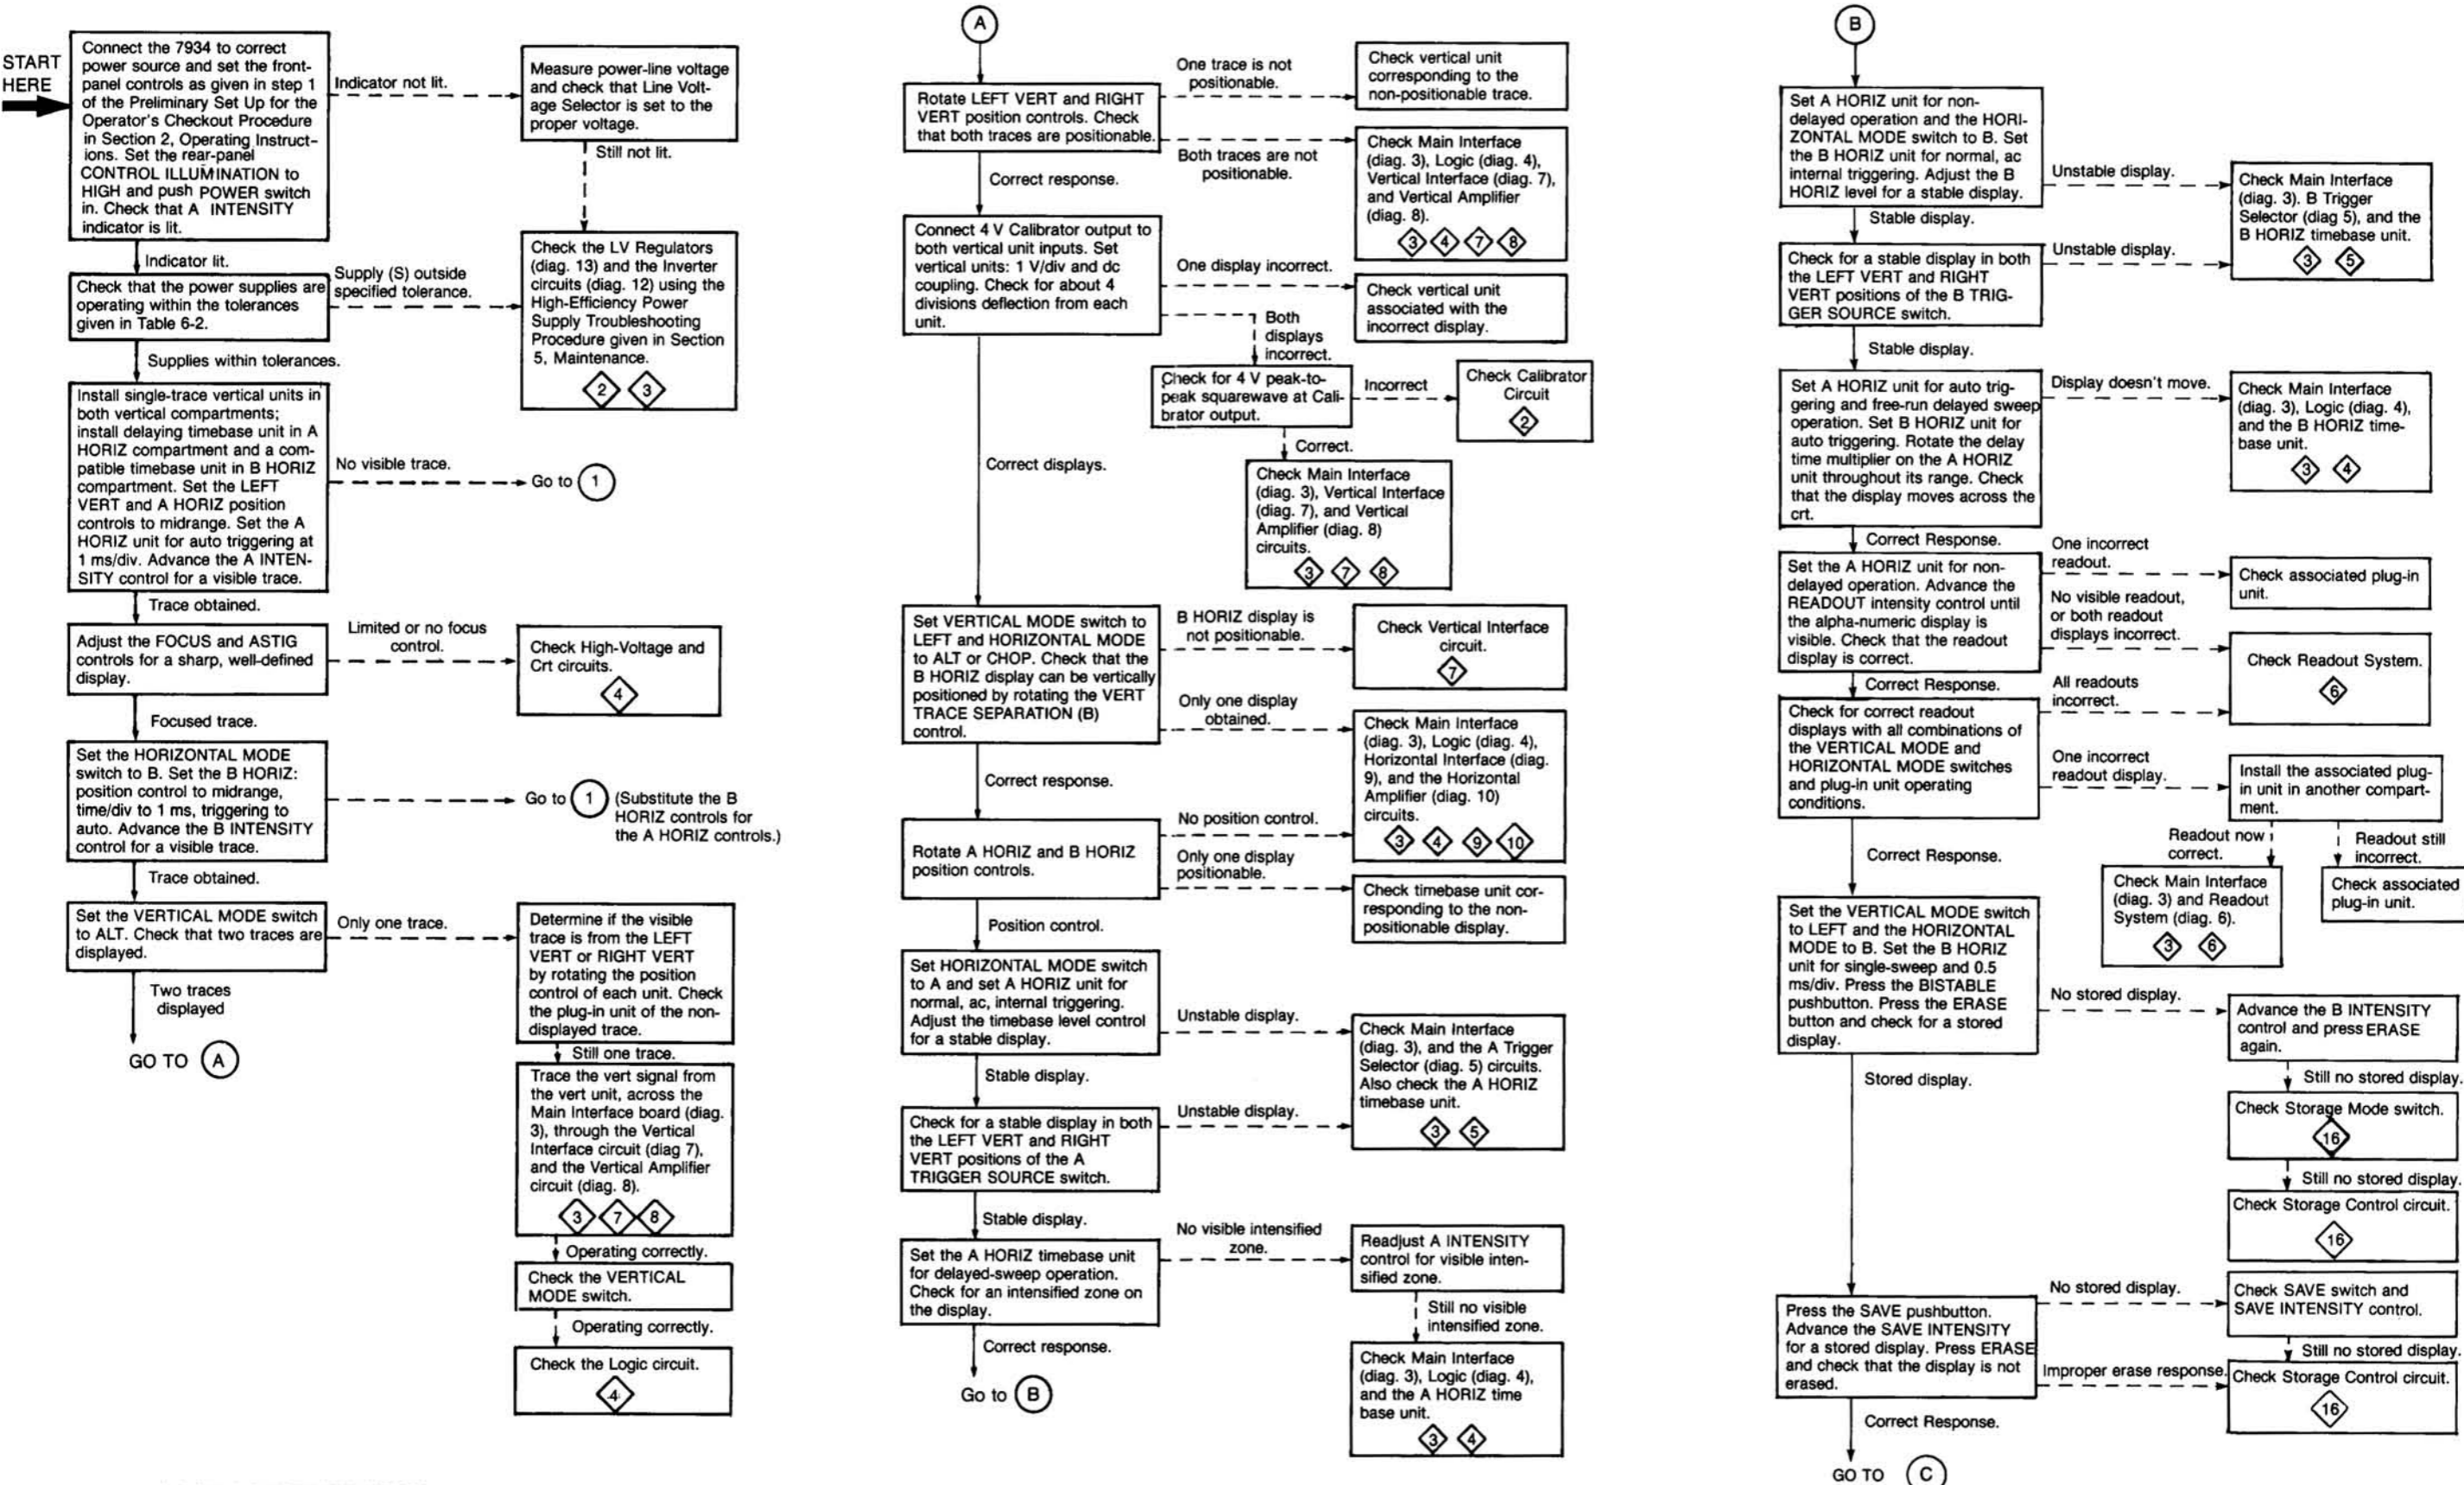 START
HERE
Connect the 7934 to correct
power source and set the front-
panel controls as given in step 1
of the Preliminary Set Up for the
Operator's Checkout Procedure
in Section 2, Operating Instruct-
ions. Set the rear-panel
CONTROL ILLUMINATION to
HIGH and push POWER switch
in. Check that A INTENSITY
indicator is lit.
Indicator not lit.
Measure power-line voltage
and check that Line Volt-
age Selector is set to the
proper voltage.
Still not lit.
Indicator lit.
Check that the power supplies are
operating within the tolerances
given in Table 6-2.
Supply (S) outside
specified tolerance.
Check the LV Regulators
(diag. 13) and the Inverter
circuits (diag. 12) using the
High-Efficiency Power
Supply Troubleshooting
Procedure given in Section
5, Maintenance.
2 3
Supplies within tolerances.
Install single-trace vertical units in
both vertical compartments;
install delaying timebase unit in A
HORIZ compartment and a com-
patible timebase unit in B HORIZ
compartment. Set the LEFT
VERT and A HORIZ position
controls to midrange. Set the A
HORIZ unit for auto triggering at
1 ms/div. Advance the A INTEN-
SITY control for a visible trace.
No visible trace.
Go to 1
Trace obtained.
Adjust the FOCUS and ASTIG
controls for a sharp, well-defined
display.
Limited or no focus
control.
Check High-Voltage and
Crt circuits.
4
Focused trace.
Set the HORIZONTAL MODE
switch to B. Set the B HORIZ:
position control to midrange,
time/div to 1 ms, triggering to
auto. Advance the B INTENSITY
control for a visible trace.
Go to 1 (Substitute the B
HORIZ controls for
the A HORIZ controls.)
Trace obtained.
Set the VERTICAL MODE switch
to ALT. Check that two traces are
displayed.
Only one trace.
Determine if the visible
trace is from the LEFT
VERT or RIGHT VERT
by rotating the position
control of each unit. Check
the plug-in unit of the non-
displayed trace.
Still one trace.
Trace the vert signal from
the vert unit, across the
Main Interface board (diag.
3), through the Vertical
Interface circuit (diag 7),
and the Vertical Amplifier
circuit (diag. 8).
3 7 8
Operating correctly.
Check the VERTICAL
MODE switch.
Operating correctly.
Check the Logic circuit.
4
Two traces
displayed
GO TO A
A
Rotate LEFT VERT and RIGHT
VERT position controls. Check
that both traces are positionable.
One trace is not
positionable.
Check vertical unit
corresponding to the
non-positionable trace.
Both traces are not
positionable.
Check Main Interface
(diag. 3), Logic (diag. 4),
Vertical Interface (diag. 7),
and Vertical Amplifier
(diag. 8).
3 4 7 8
Correct response.
Connect 4 V Calibrator output to
both vertical unit inputs. Set
vertical units: 1 V/div and dc
coupling. Check for about 4
divisions deflection from each
unit.
One display incorrect.
Check vertical unit
associated with the
incorrect display.
Both
displays
incorrect.
Check for 4 V peak-to-
peak squarewave at Cali-
brator output.
Incorrect
Check Calibrator
Circuit
2
Correct.
Check Main Interface
(diag. 3), Vertical Interface
(diag. 7), and Vertical
Amplifier (diag. 8)
circuits.
3 7 8
Correct displays.
Set VERTICAL MODE switch to
LEFT and HORIZONTAL MODE
to ALT or CHOP. Check that the
B HORIZ display can be vertically
positioned by rotating the VERT
TRACE SEPARATION (B)
control.
B HORIZ display is
not positionable.
Check Vertical Interface
circuit.
7
Only one display
obtained.
Check Main Interface
(diag. 3), Logic (diag. 4),
Horizontal Interface (diag.
9), and the Horizontal
Amplifier (diag. 10)
circuits.
3 4 9 10
Correct response.
Rotate A HORIZ and B HORIZ
position controls.
No position control.
Only one display
positionable.
Check timebase unit cor-
responding to the non-
positionable display.
Position control.
Set HORIZONTAL MODE switch
to A and set A HORIZ unit for
normal, ac, internal triggering.
Adjust the timebase level control
for a stable display.
Unstable display.
Check Main Interface
(diag. 3), and the A Trigger
Selector (diag. 5) circuits.
Also check the A HORIZ
timebase unit.
3 5
Stable display.
Check for a stable display in both
the LEFT VERT and RIGHT
VERT positions of the A
TRIGGER SOURCE switch.
Unstable display.
Stable display.
Set the A HORIZ timebase unit
for delayed-sweep operation.
Check for an intensified zone on
the display.
No visible intensified
zone.
Readjust A INTENSITY
control for visible inten-
sified zone.
Still no visible
intensified zone.
Check Main Interface
(diag. 3), Logic (diag. 4),
and the A HORIZ time
base unit.
3 4
Correct response.
Go to B
B
Set A HORIZ unit for non-
delayed operation and the HORI-
ZONTAL MODE switch to B. Set
the B HORIZ unit for normal, ac
internal triggering. Adjust the B
HORIZ level for a stable display.
Unstable display.
Check Main Interface
(diag. 3). B Trigger
Selector (diag 5), and the
B HORIZ timebase unit.
3 5
Stable display.
Check for a stable display in both
the LEFT VERT and RIGHT
VERT positions of the B TRIG-
GER SOURCE switch.
Unstable display.
Stable display.
Set A HORIZ unit for auto trig-
gering and free-run delayed sweep
operation. Set B HORIZ unit for
auto triggering. Rotate the delay
time multiplier on the A HORIZ
unit throughout its range. Check
that the display moves across the
crt.
Display doesn't move.
Check Main Interface
(diag. 3), Logic (diag. 4),
and the B HORIZ time-
base unit.
3 4
Correct Response.
Set the A HORIZ unit for non-
delayed operation. Advance the
READOUT intensity control until
the alpha-numeric display is
visible. Check that the readout
display is correct.
One incorrect
readout.
Check associated plug-in
unit.
No visible readout,
or both readout
displays incorrect.
Check Readout System.
6
Correct Response.
Check for correct readout
displays with all combinations of
the VERTICAL MODE and
HORIZONTAL MODE switches
and plug-in unit operating
conditions.
All readouts
incorrect.
One incorrect
readout display.
Install the associated plug-
in unit in another compart-
ment.
Readout now
correct.
Readout still
incorrect.
Check Main Interface
(diag. 3) and Readout
System (diag. 6).
3 6
Check associated
plug-in unit.
Correct Response.
Set the VERTICAL MODE switch
to LEFT and the HORIZONTAL
MODE to B. Set the B HORIZ
unit for single-sweep and 0.5
ms/div. Press the BISTABLE
pushbutton. Press the ERASE
button and check for a stored
display.
No stored display.
Advance the B INTENSITY
control and press ERASE
again.
Still no stored display.
Check Storage Mode switch.
16
Still no stored display.
Check Storage Control circuit.
16
Stored display.
Press the SAVE pushbutton.
Advance the SAVE INTENSITY
for a stored display. Press ERASE
and check that the display is not
erased.
No stored display.
Check SAVE switch and
SAVE INTENSITY control.
Still no stored display.
Improper erase response.
Check Storage Control circuit.
16
Correct Response.
GO TO C